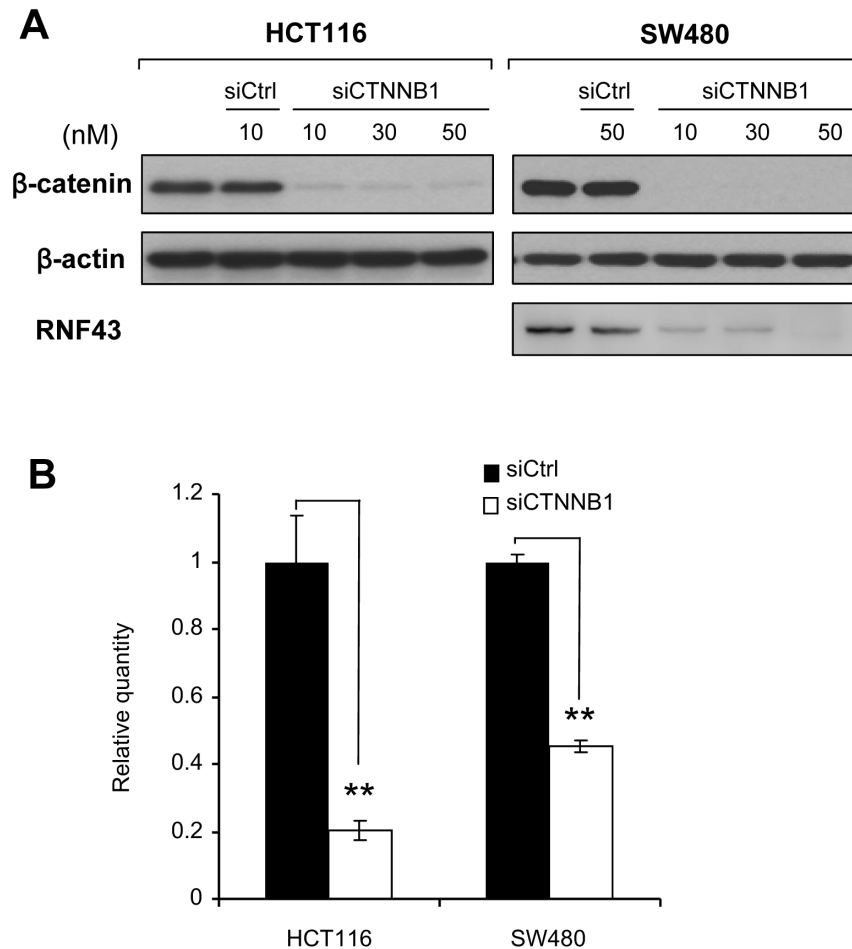 A
HCT116 SW480
siCtrl siCTNNB1 siCtrl siCTNNB1
(nM) 10 10 30 50 50 10 30 50
β-catenin
β-actin
RNF43
B
siCtrl
siCTNNB1
1.2
1
0.8
0.6
0.4
0.2
0
Relative quantity
**
**
HCT116 SW480